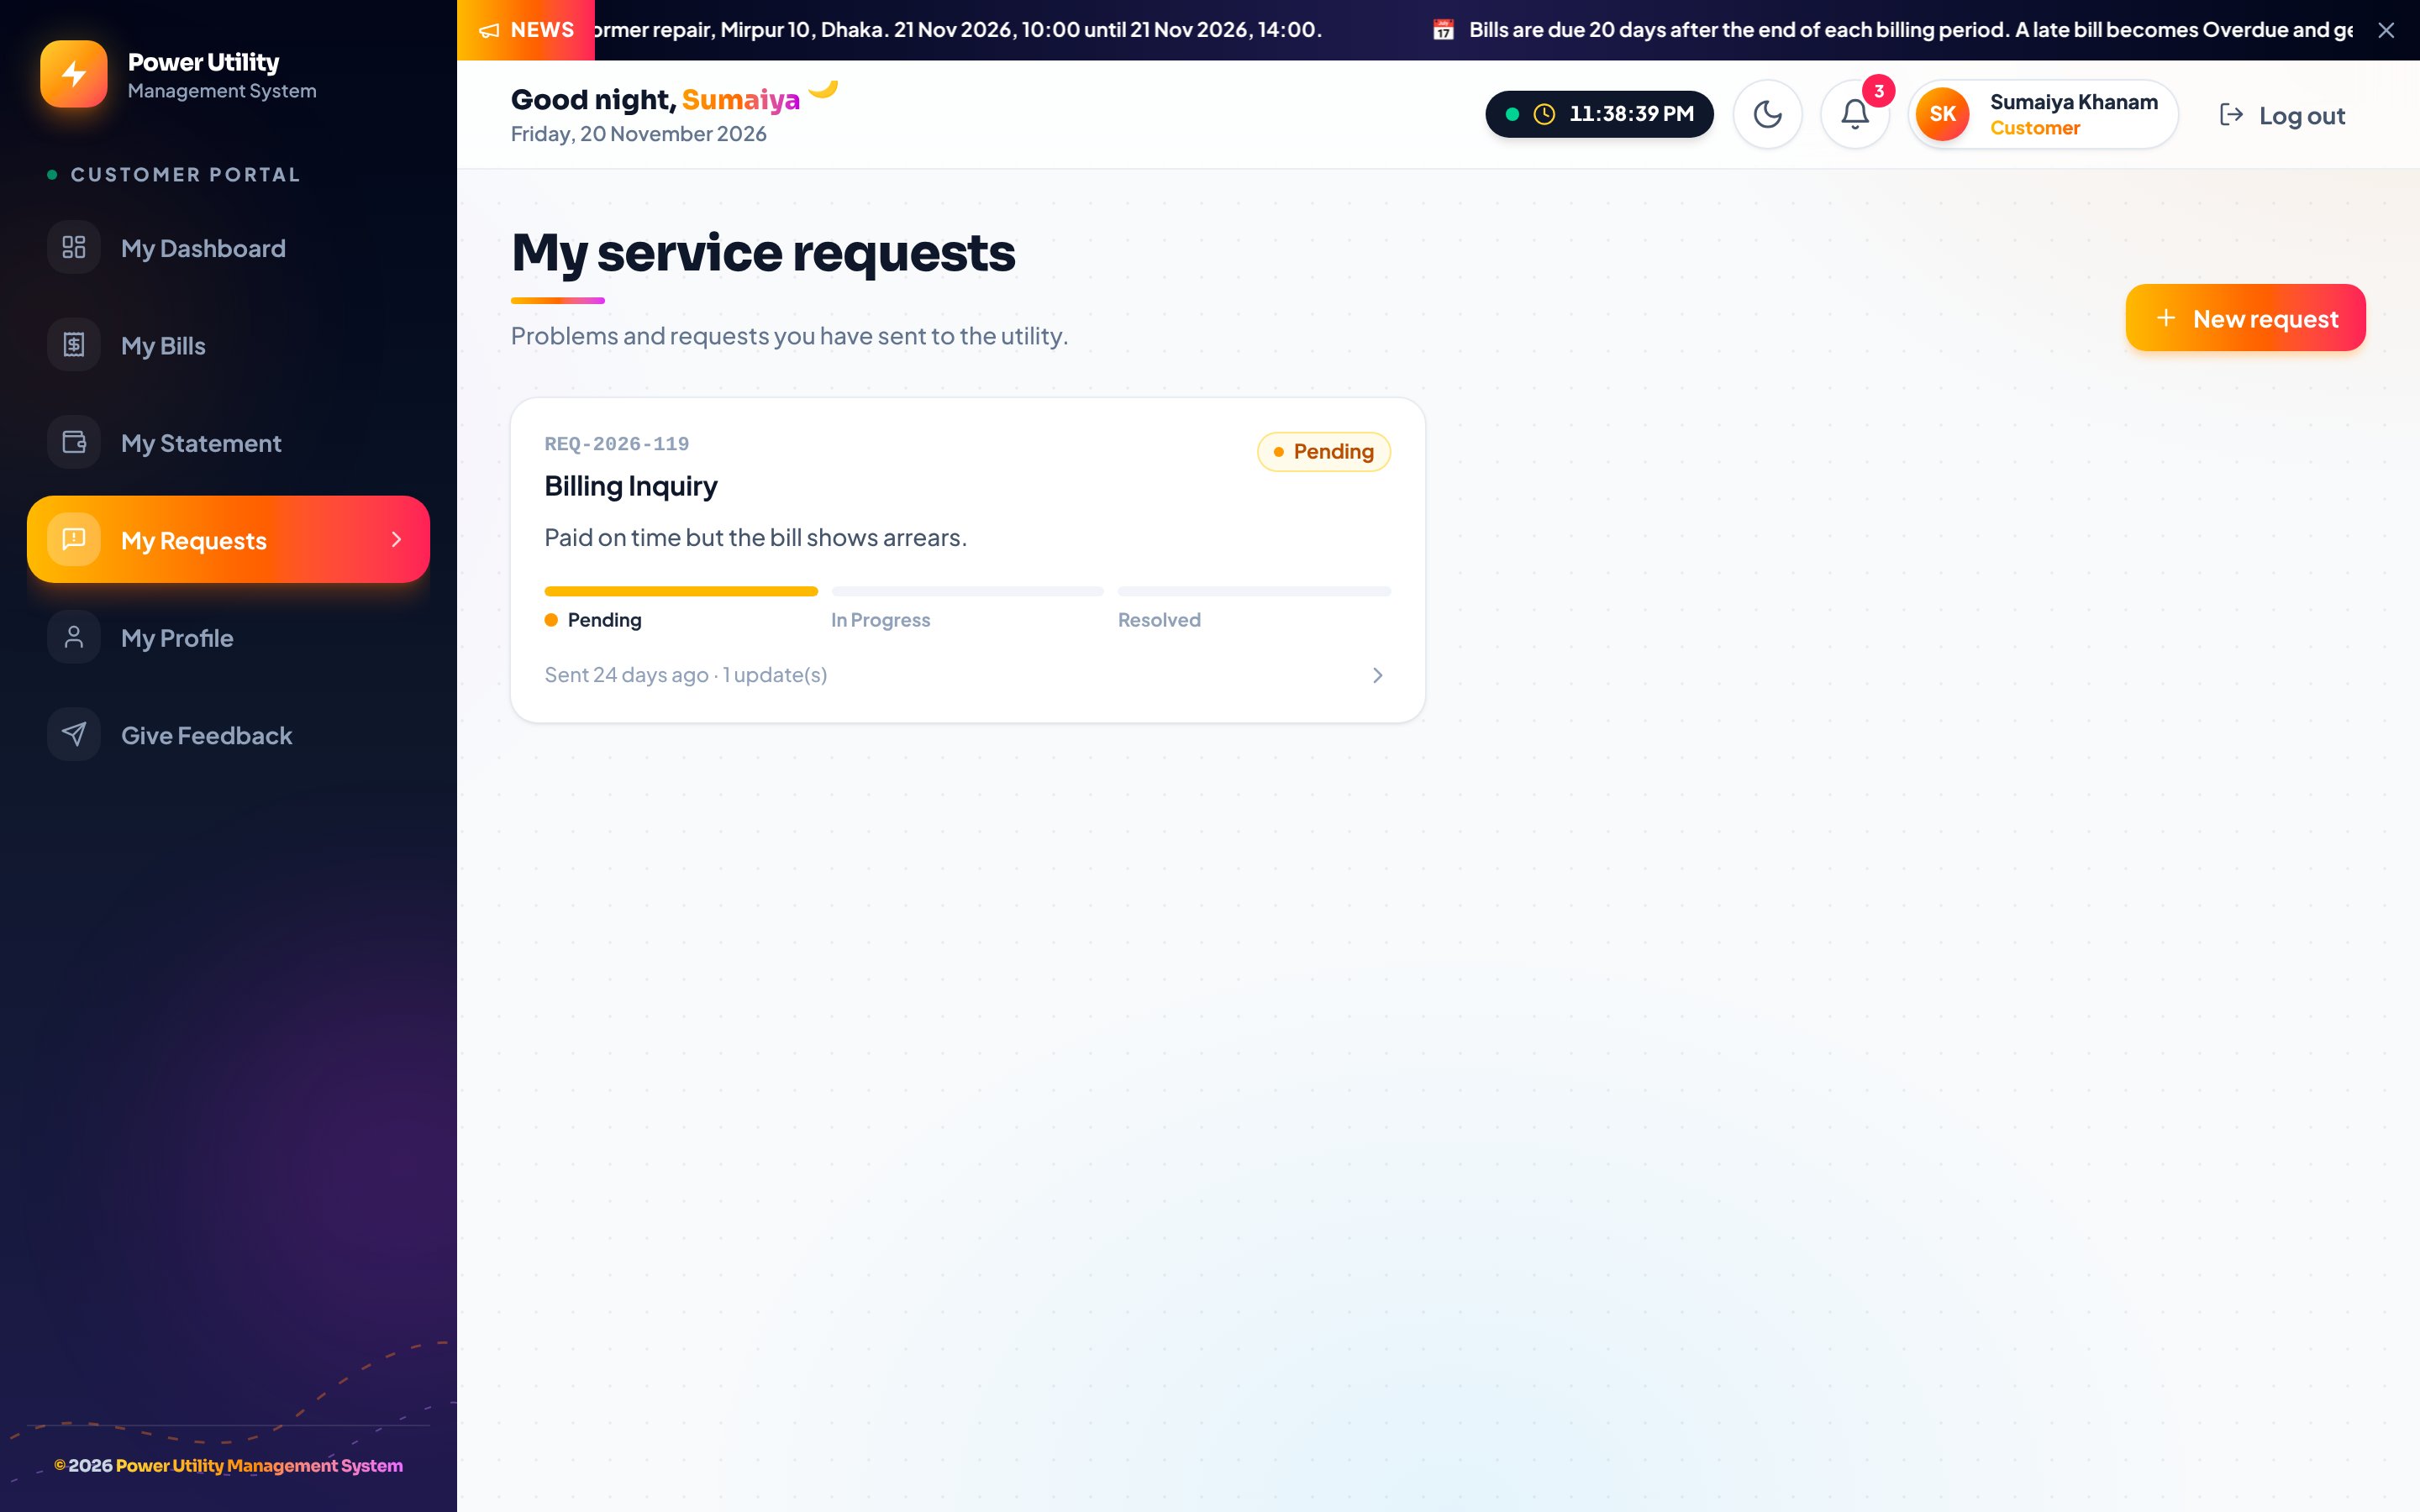 Power Utility
Management System
CUSTOMER PORTAL
My Dashboard
My Bills
My Statement
My Requests
My Profile
Give Feedback
© 2026 Power Utility Management System
NEWS
repair, Mirpur 10, Dhaka. 21 Nov 2026, 10:00 until 21 Nov 2026, 14:00.
Bills are due 20 days after the end of each billing period. A late bill becomes Overdue and
Good night, Sumaiya
Friday, 20 November 2026
11:38:39 PM
3
SK
Sumaiya Khanam
Customer
Log out
My service requests
Problems and requests you have sent to the utility.
New request
REQ-2026-119
Pending
Billing Inquiry
Paid on time but the bill shows arrears.
Pending
In Progress
Resolved
Sent 24 days ago · 1 update(s)